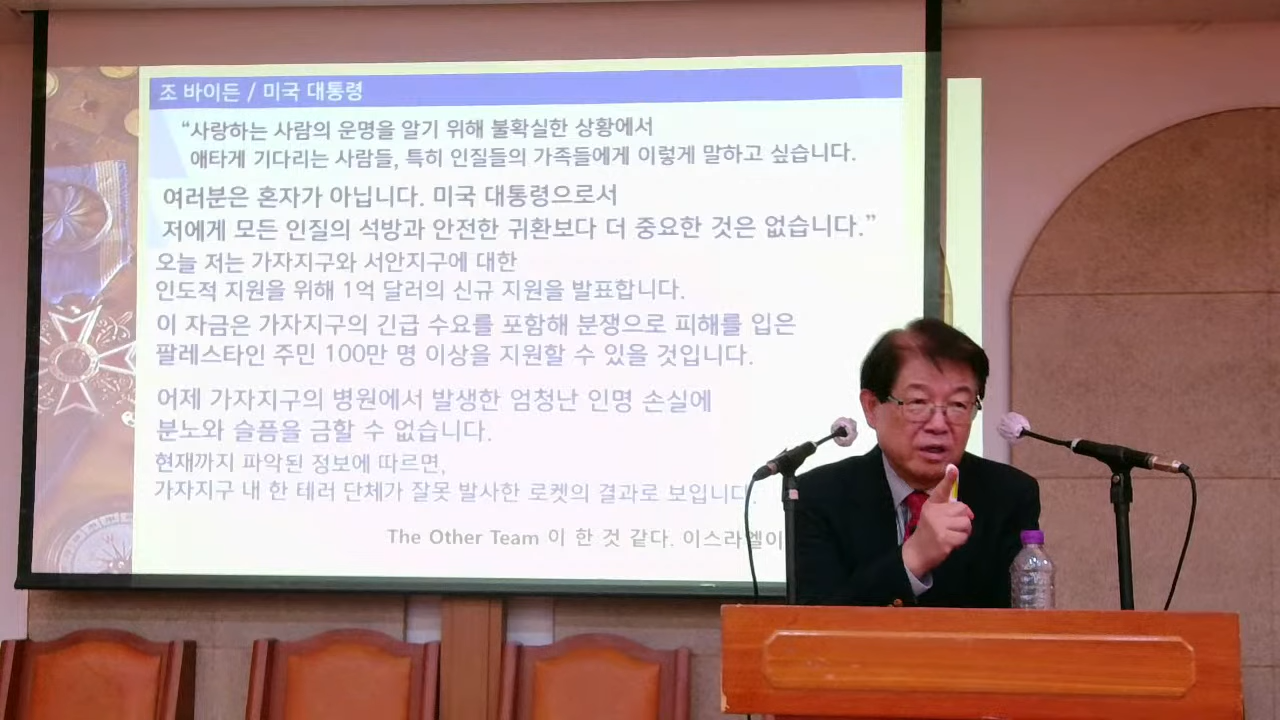 조 바이든 / 미국 대통령
“사랑하는 사람의 운명을 알기 위해 불확실한 상황에서
애타게 기다리는 사람들, 특히 인질들의 가족들에게 이렇게 말하고 싶습니다.
여러분은 혼자가 아닙니다. 미국 대통령으로서
저에게 모든 인질의 석방과 안전한 귀환보다 더 중요한 것은 없습니다.”
오늘 저는 가자지구와 서안지구에 대한
인도적 지원을 위해 1억 달러의 신규 지원을 발표합니다.
이 자금은 가자지구의 긴급 수요를 포함해 분쟁으로 피해를 입은
팔레스타인 주민 100만 명 이상을 지원할 수 있을 것입니다.
어제 가자지구의 병원에서 발생한 엄청난 인명 손실에
분노와 슬픔을 금할 수 없습니다.
현재까지 파악된 정보에 따르면,
가자지구 내 한 테러 단체가 잘못 발사한 로켓의 결과로 보입니다.
The Other Team 이 한 것 같다. 이스라엘이